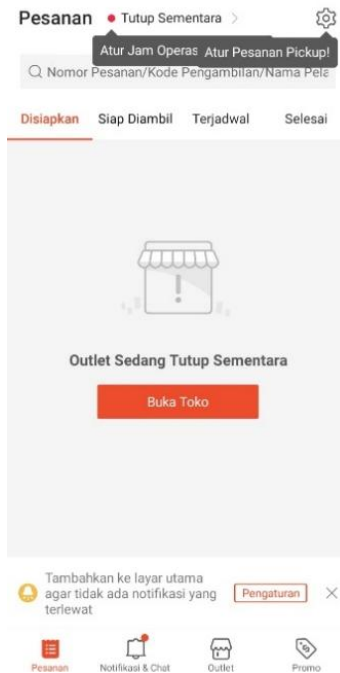 Pesanan
Tutup Sementara
Atur Jam Operas
Atur Pesanan Pickup!
Nomor Pesanan/Kode Pengambilan/Nama Pela
Disiapkan
Siap Diambil
Terjadwal
Selesai
Outlet Sedang Tutup Sementara
Buka Toko
Tambahkan ke layar utama
agar tidak ada notifikasi yang
terlewat
Pengaturan
Pesanan
Notifikasi & Chat
Outlet
Promo